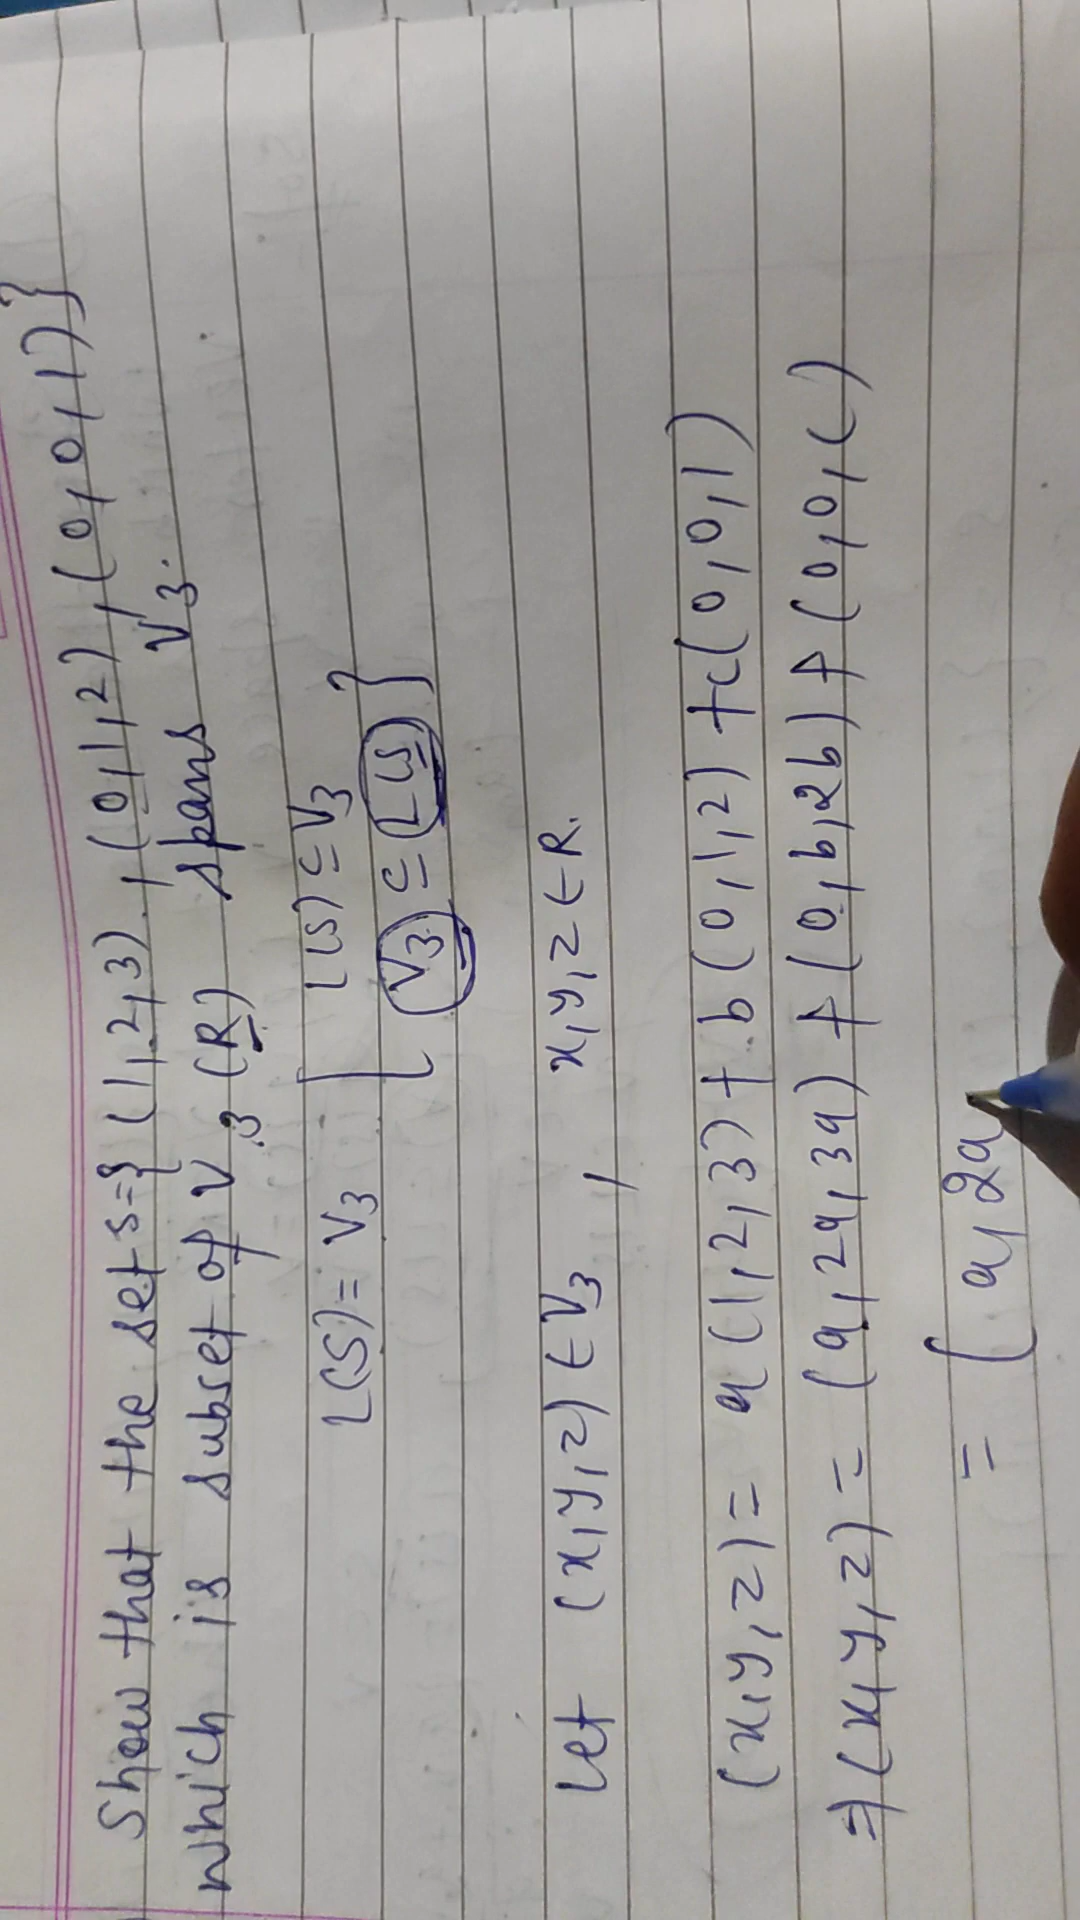 Show that the set s={(1,2,3),(0,1,2),(0,0,1)}
which is subset of V3(R) spans V3.
L(S)=V3 [ L(S)⊆V3
V3⊆L(S) }
Let (x,y,z)∈V3, x,y,z∈R.
(x,y,z)= a(1,2,3)+b(0,1,2)+c(0,0,1)
⇒(x,y,z)=(a,2a,3a)+(0,b,2b)+(0,0,c)
= (a,2a